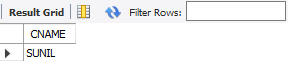 Result Grid Filter Rows:
CNAME
SUNIL